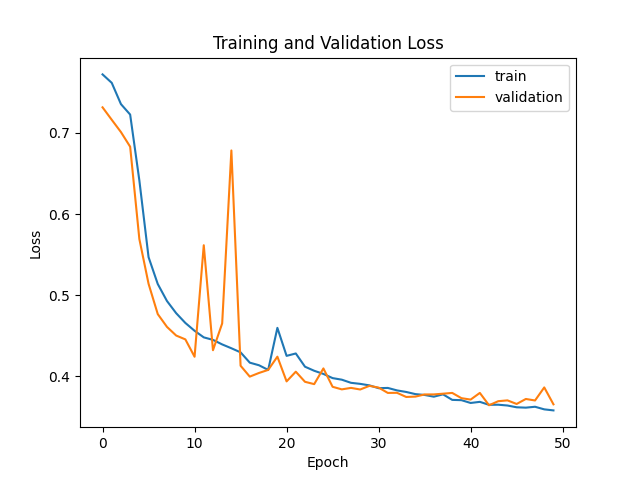 Training and Validation Loss
train
validation
Loss
0.7
0.6
0.5
0.4
0 10 20 30 40 50
Epoch